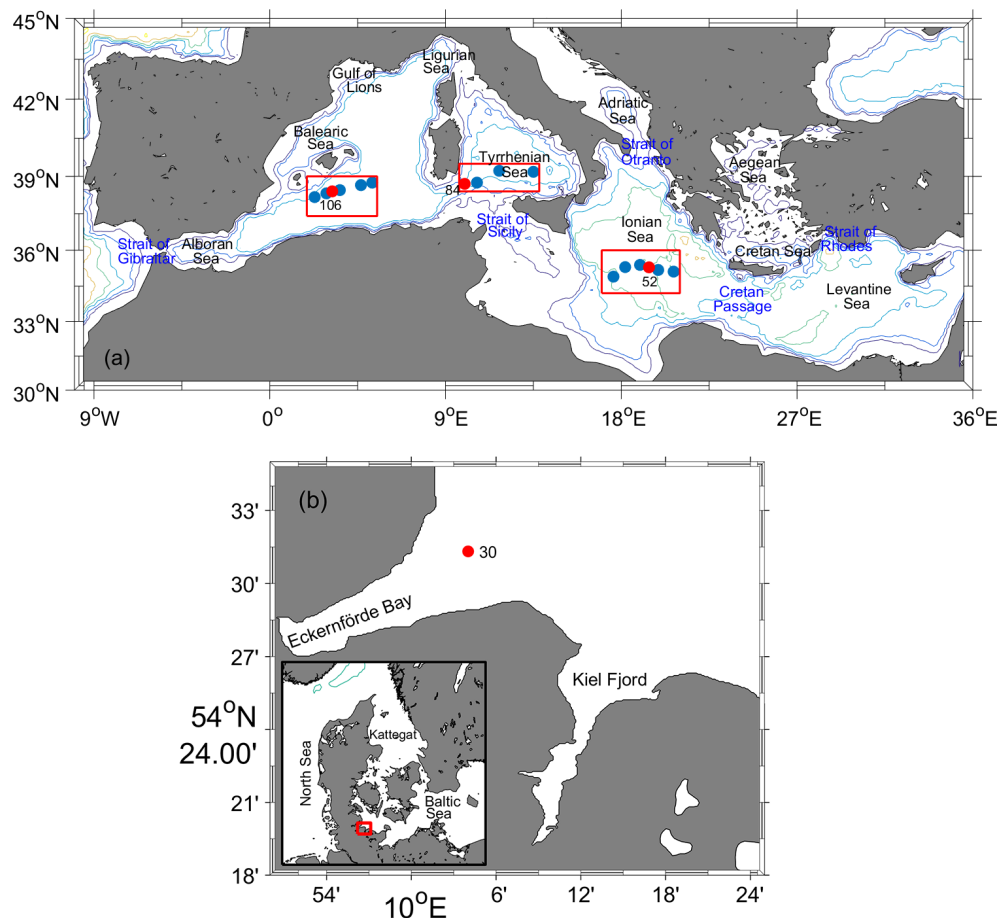 45°N
42°N
39°N
36°N
33°N
30°N
Ligurian
Sea
Gulf of
Lions
Balearic
Sea
Adriatic
Sea
Strait of
Otranto
Tyrrhenian
Sea
Aegean
Sea
84
106
Strait of
Sicily
Ionian
Sea
Strait of
Gibraltar
Alboran
Sea
Strait of
Rhodes
Cretan Sea
52
Cretan
Passage
Levantine
Sea
(a)
9°W
0°
9°E
18°E
27°E
36°E
(b)
33'
30
30'
Eckernförde Bay
27'
Kiel Fjord
54°N
24.00'
Kattegat
North Sea
Baltic
Sea
21'
18'
54'
10°E
6'
12'
18'
24'